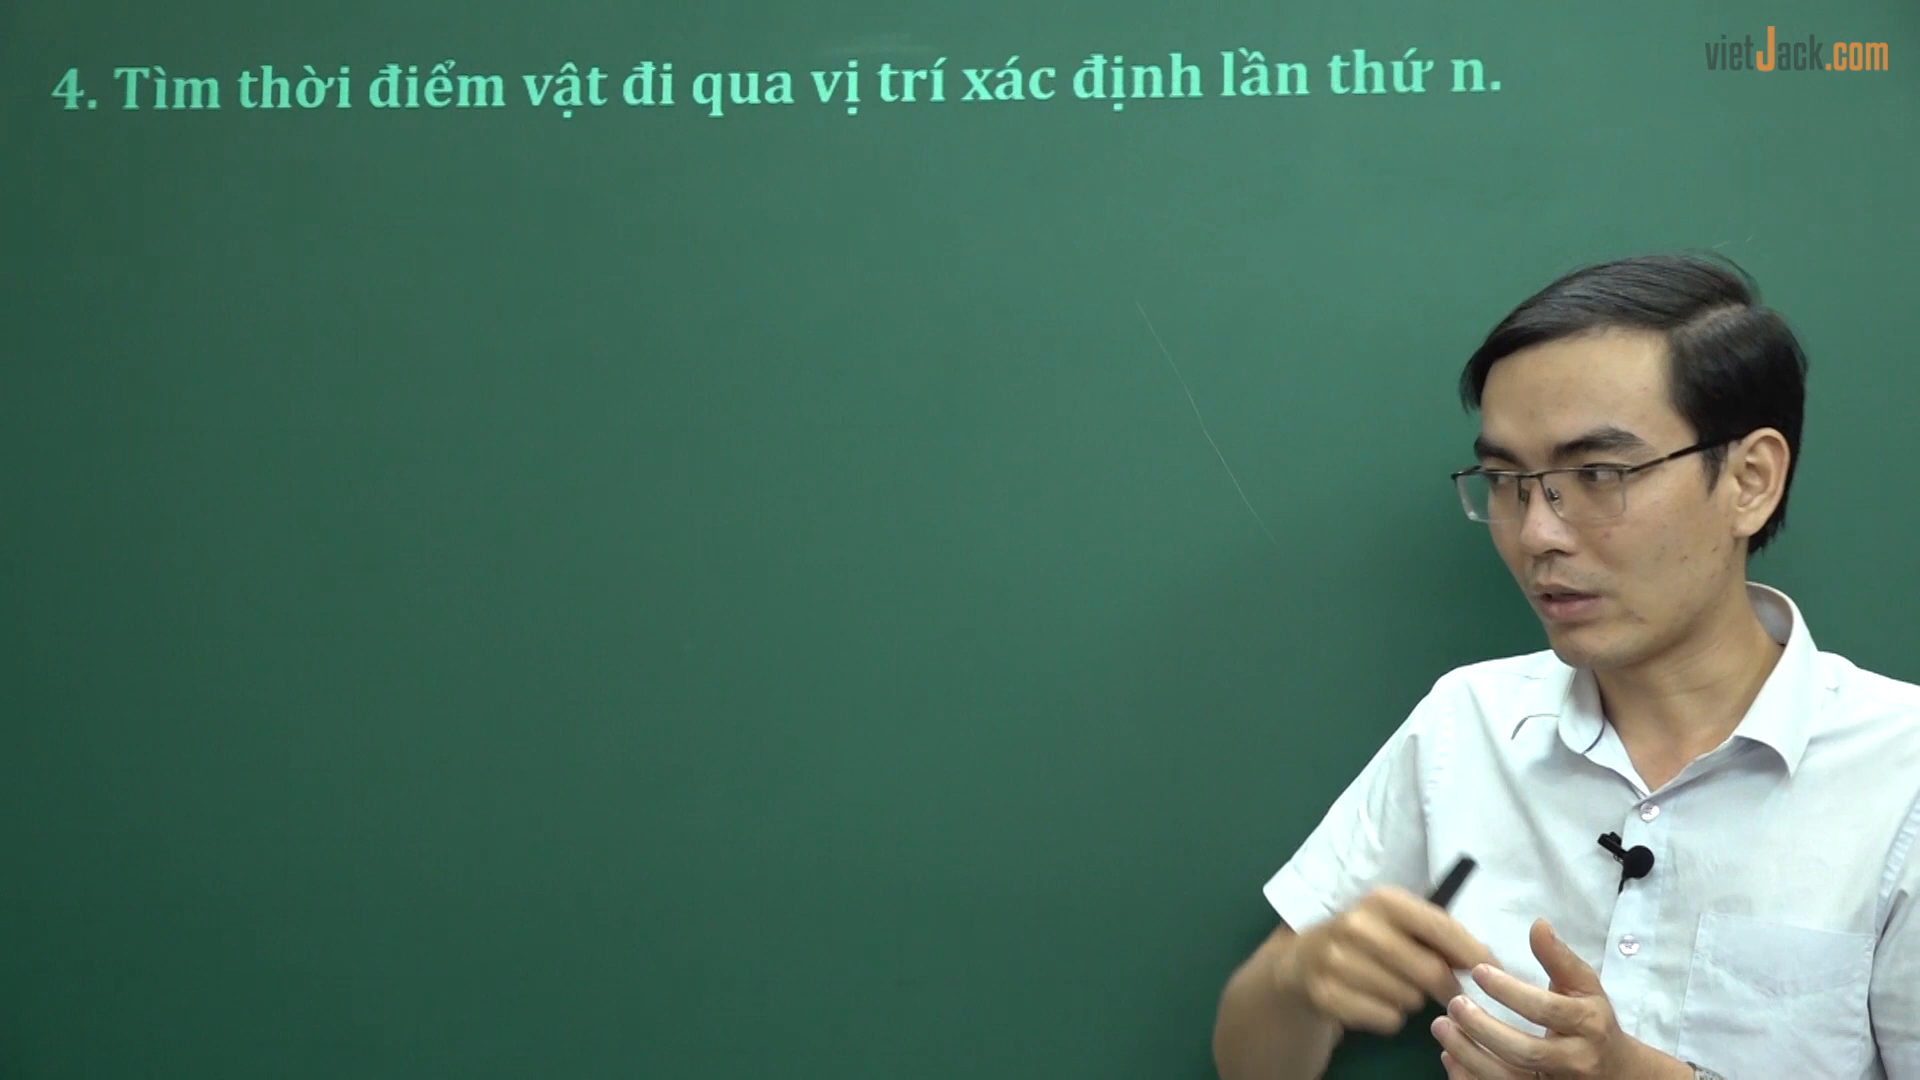 vietJack.com
4. Tìm thời điểm vật đi qua vị trí xác định lần thứ n.